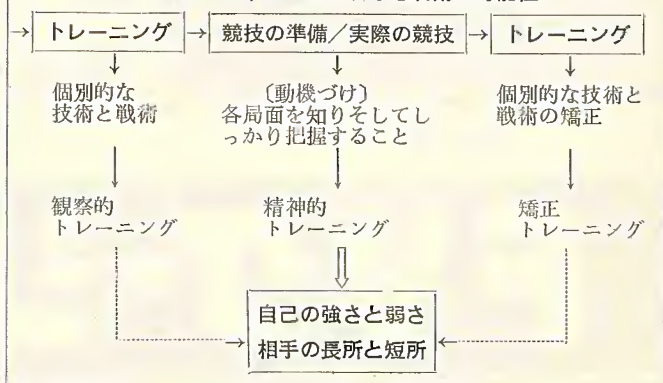 トレーニング
競技の準備／実際の競技
トレーニング
個別的な
技術と戦術
〔動機づけ〕
各局面を知りそしてし
っかり把握すること
個別的な技術と
戦術の矯正
観察的
トレーニング
精神的
トレーニング
矯正
トレーニング
自己の強さと弱さ
相手の長所と短所